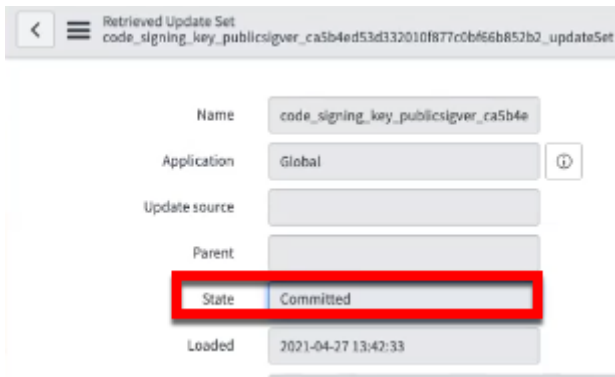 Retrieved Update Set
code_signing_key_publicsigver_ca5b4ed53d332010f877c0bf66b852b2_updateSet
Name code_signing_key_publicsigver_ca5b4e
Application Global
Update source
Parent
State Committed
Loaded 2021-04-27 13:42:33